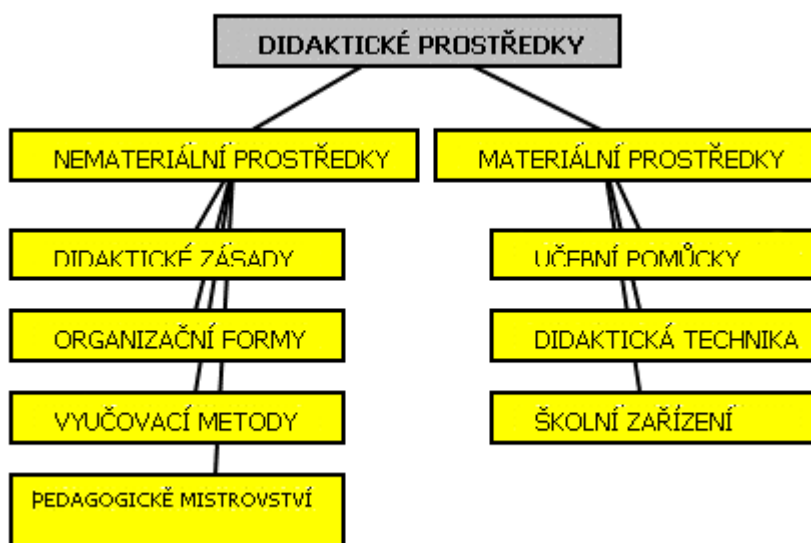 DIDAKTICKÉ PROSTŘEDKY
NEMATERIÁLNÍ PROSTŘEDKY
MATERIÁLNÍ PROSTŘEDKY
DIDAKTICKÉ ZÁSADY
UČEBNÍ POMŮCKY
ORGANIZAČNÍ FORMY
DIDAKTICKÁ TECHNIKA
VYUČOVACÍ METODY
ŠKOLNÍ ZAŘÍZENÍ
PEDAGOGICKÉ MISTROVSTVÍ